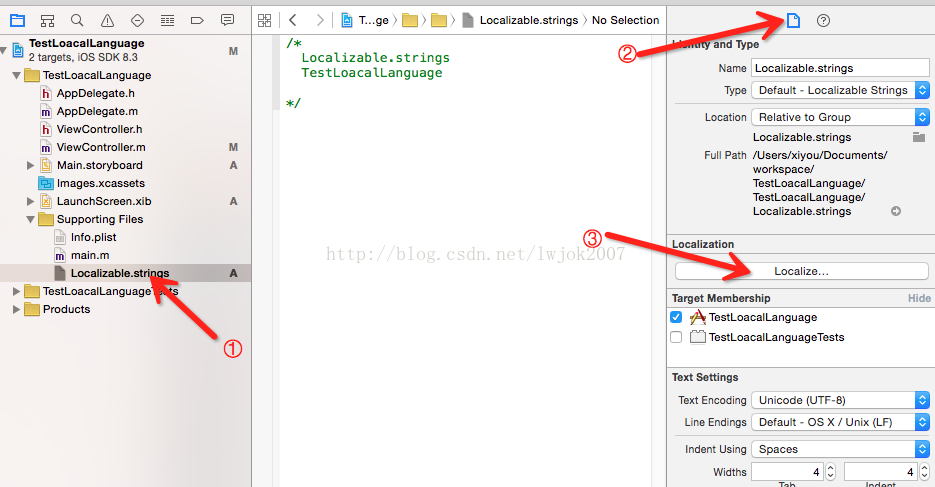 TestLoacalLanguage
2 targets, iOS SDK 8.3
M
TestLoacalLanguage
AppDelegate.h
AppDelegate.m
ViewController.h
ViewController.m
M
Main.storyboard
A
Images.xcassets
LaunchScreen.xib
A
Supporting Files
Info.plist
main.m
Localizable.strings
A
TestLoacalLanguageTests
Products
①
T...ge
Localizable.strings
No Selection
/*
Localizable.strings
TestLoacalLanguage
*/
http://blog.csdn.net/lwjok2007
②
③
Identity and Type
Name Localizable.strings
Type Default - Localizable Strings
Location Relative to Group
Localizable.strings
Full Path /Users/xiyou/Documents/
workspace/
TestLoacalLanguage/
TestLoacalLanguage/
Localizable.strings
Localization
Localize...
Target Membership Hide
TestLoacalLanguage
TestLoacalLanguageTests
Text Settings
Text Encoding Unicode (UTF-8)
Line Endings Default - OS X / Unix (LF)
Indent Using Spaces
Widths 4 4
Tab Indent